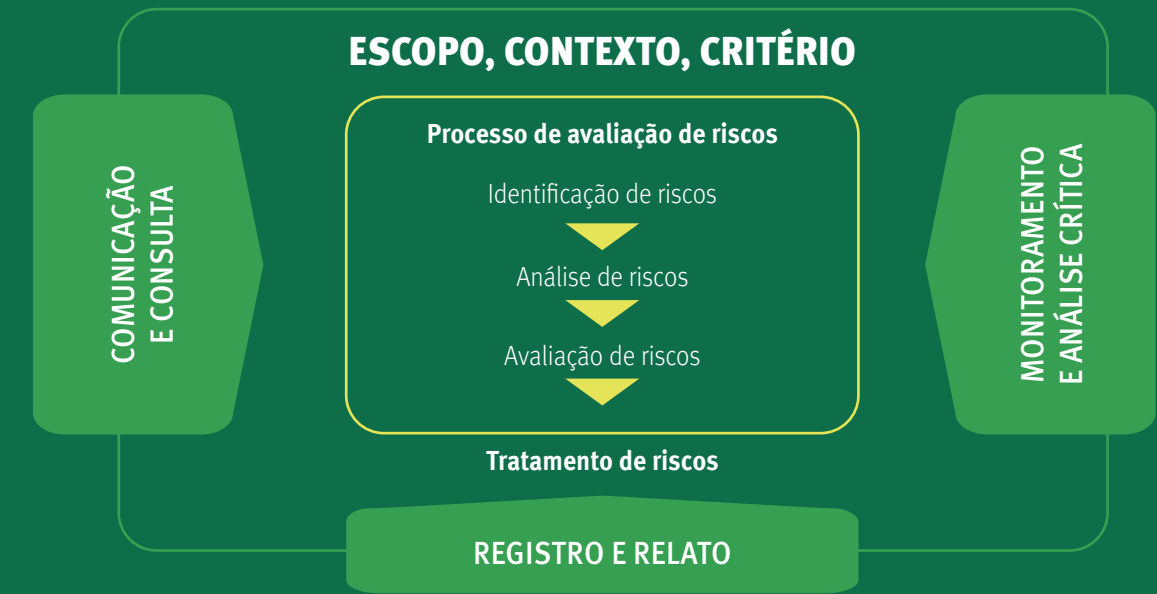 ESCOPO, CONTEXTO, CRITÉRIO
COMUNICAÇÃO
E CONSULTA
Processo de avaliação de riscos
Identificação de riscos
Análise de riscos
Avaliação de riscos
Tratamento de riscos
MONITORAMENTO
E ANÁLISE CRÍTICA
REGISTRO E RELATO